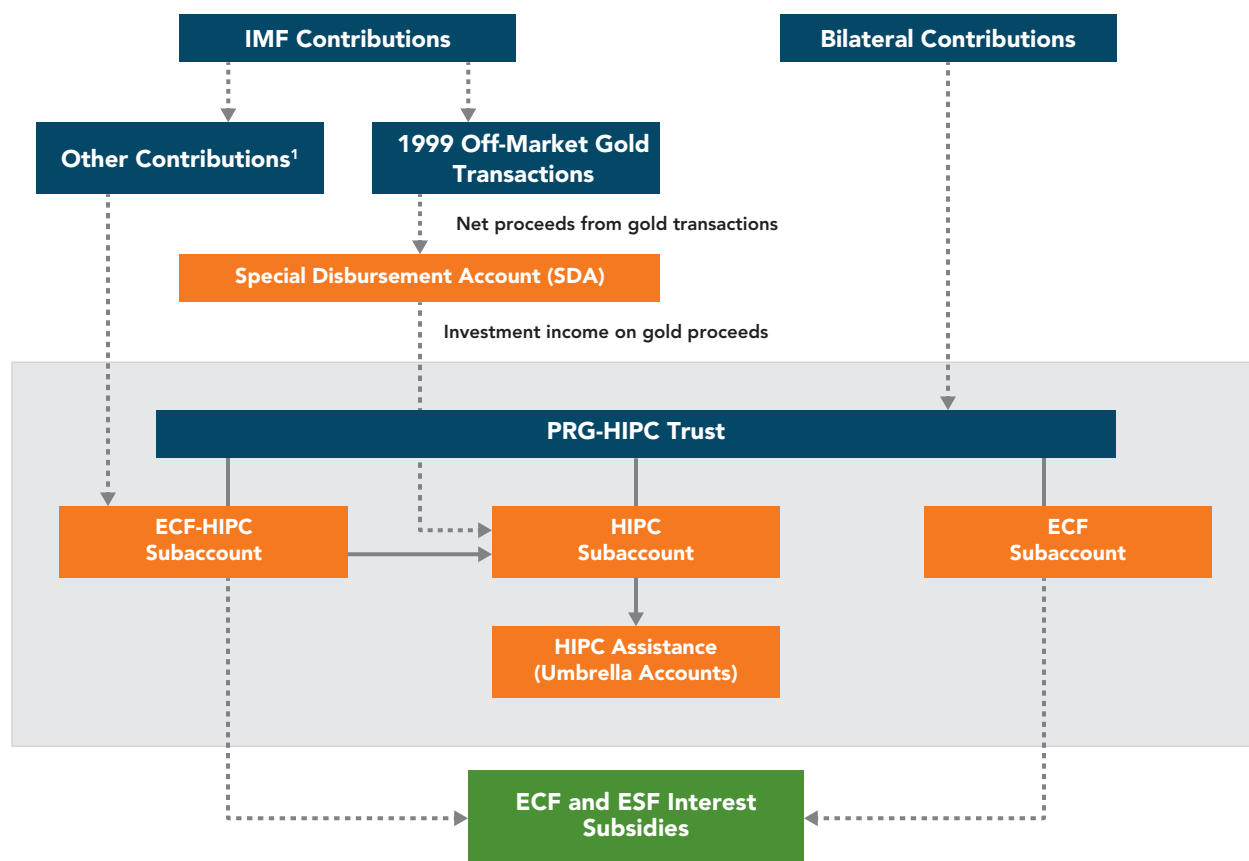 IMF Contributions
Bilateral Contributions
Other Contributions¹
1999 Off-Market Gold
Transactions
Net proceeds from gold transactions
Special Disbursement Account (SDA)
Investment income on gold proceeds
PRG-HIPC Trust
ECF-HIPC
Subaccount
HIPC
Subaccount
ECF
Subaccount
HIPC Assistance
(Umbrella Accounts)
ECF and ESF Interest
Subsidies